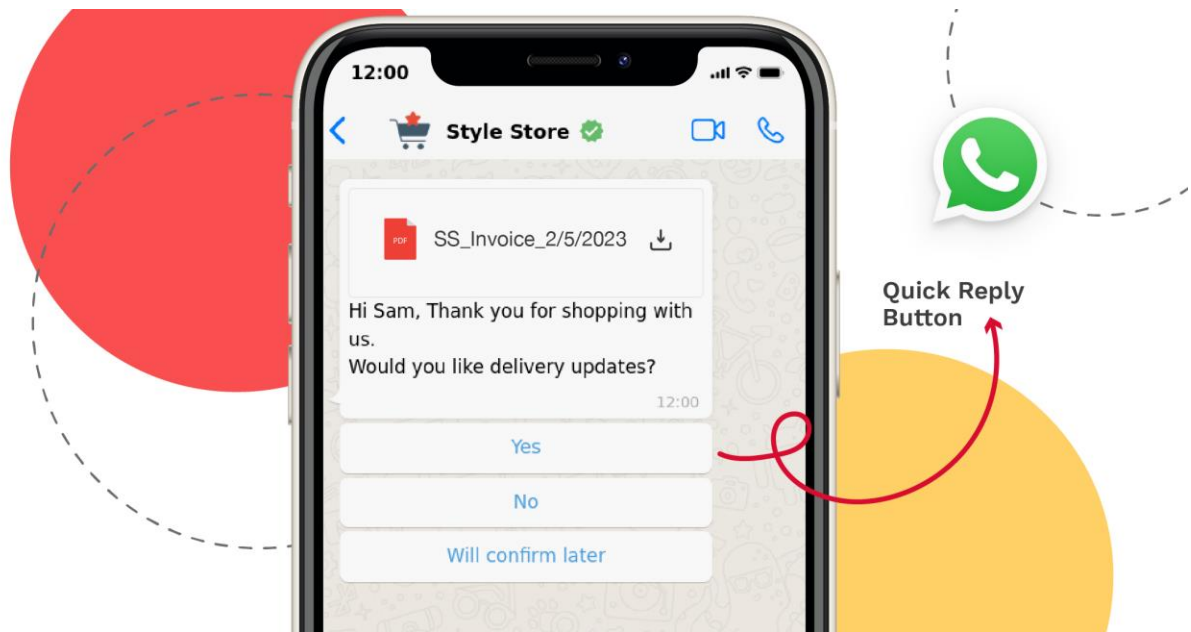 12:00
Style Store
PDF
SS_Invoice_2/5/2023
Hi Sam, Thank you for shopping with
us.
Would you like delivery updates?
12:00
Yes
No
Will confirm later
Quick Reply
Button